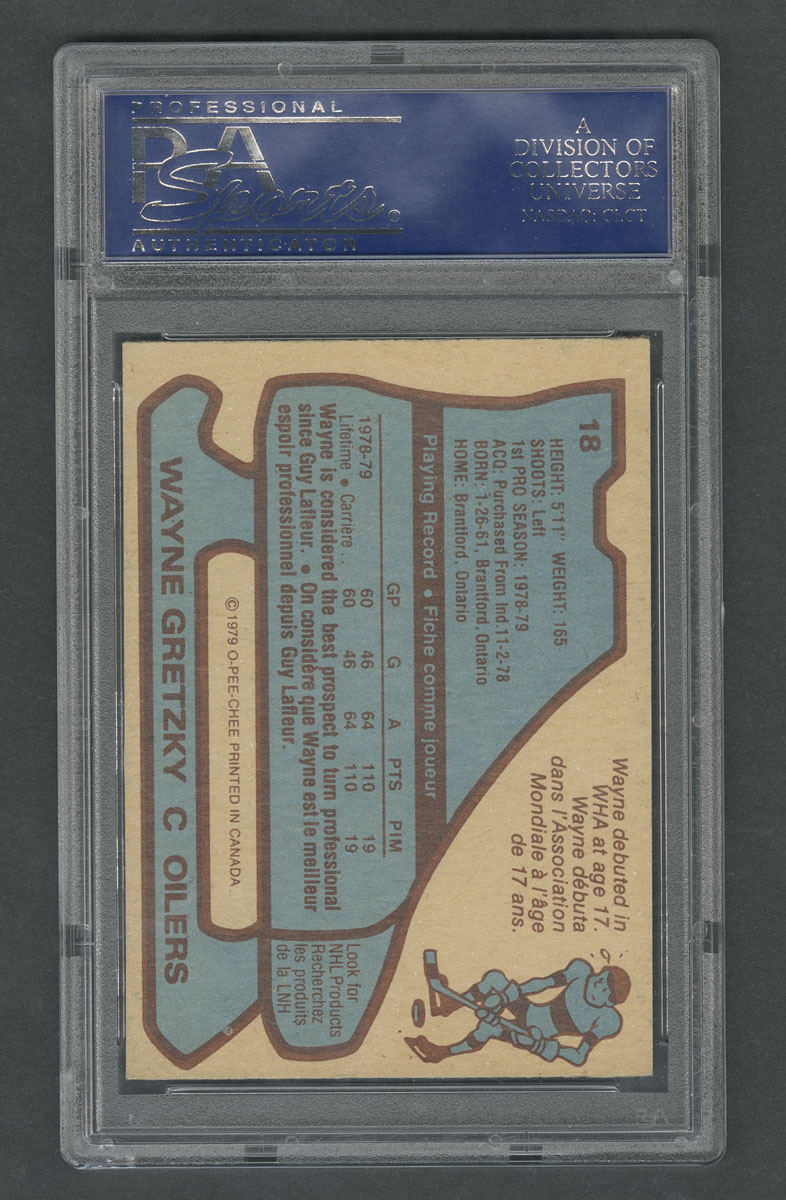 PROFESSIONAL
PSA
Sports®
AUTHENTICATOR
A
DIVISION OF
COLLECTORS
UNIVERSE
NASDAQ: CLCT
18
HEIGHT: 5'11" WEIGHT: 165
SHOOTS: Left
1st PRO SEASON: 1978-79
ACQ: Purchased From Ind. 11-2-78
BORN: 1-26-61, Brantford, Ontario
HOME: Brantford, Ontario
Wayne debuted in
WHA at age 17.
Wayne débuta
dans l'Association
Mondiale à l'âge
de 17 ans.
Playing Record • Fiche comme joueur
GP G A PTS PIM
1978-79 60 46 64 110 19
Lifetime • Carrière . . 60 46 64 110 19
Wayne is considered the best prospect to turn professional
since Guy Lafleur. • On considère que Wayne est le meilleur
espoir professionnel depuis Guy Lafleur.
Look for
NHL Products
Recherchez
les produits
de la LNH
© 1979 O-PEE-CHEE PRINTED IN CANADA
WAYNE GRETZKY C OILERS